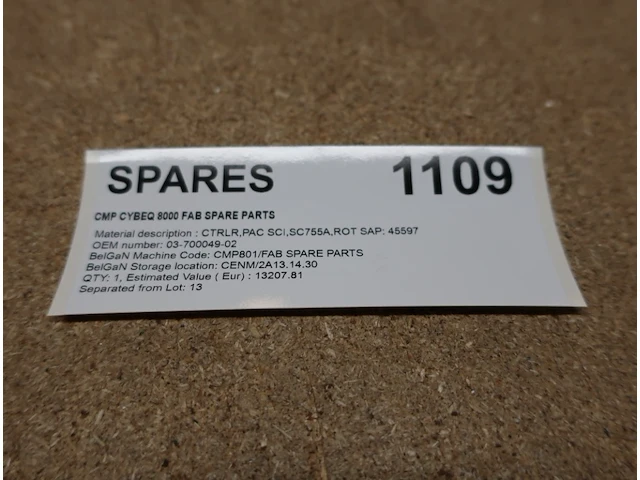 SPARES 1109
CMP CYBEQ 8000 FAB SPARE PARTS
Material description : CTRLR,PAC SCI,SC755A,ROT SAP: 45597
OEM number: 03-700049-02
BelGaN Machine Code: CMP801/FAB SPARE PARTS
BelGaN Storage location: CENM/2A13.14.30
QTY: 1, Estimated Value ( Eur) : 13207.81
Separated from Lot: 13